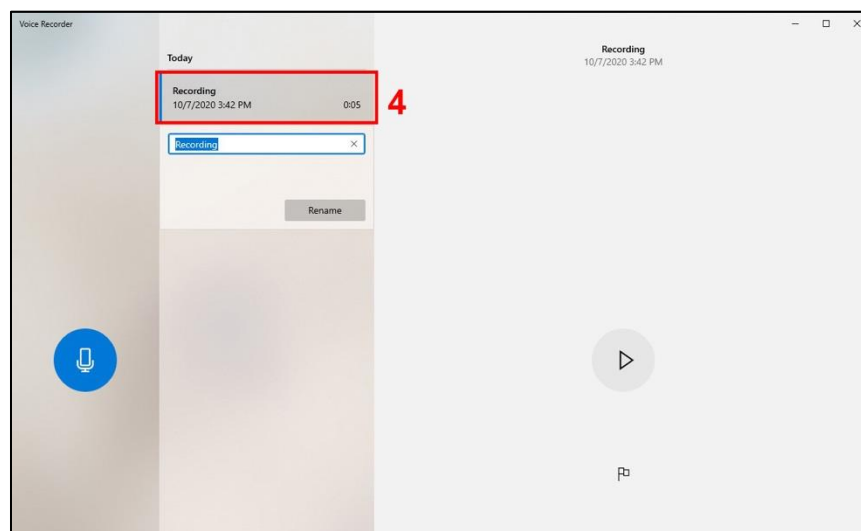 Voice Recorder
Today
Recording
10/7/2020 3:42 PM 0:05
4
Recording
Rename
Recording
10/7/2020 3:42 PM